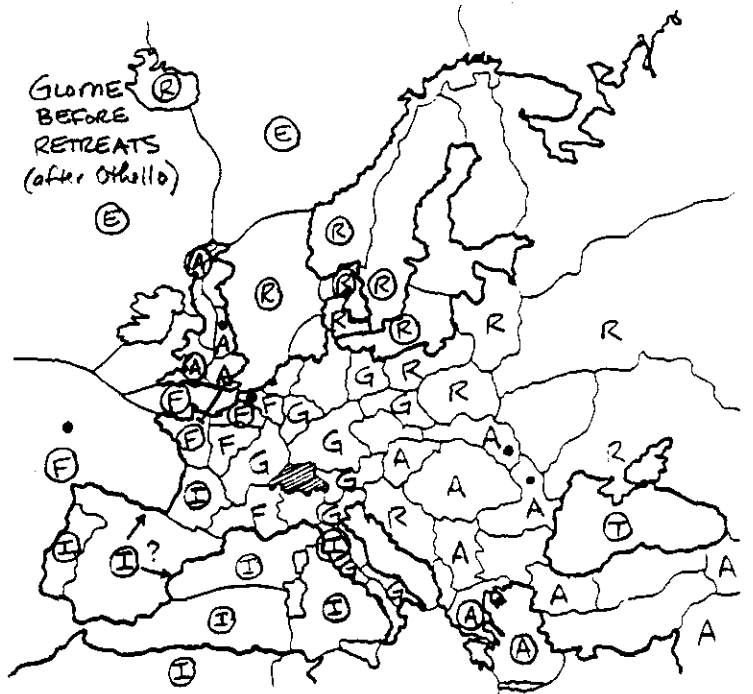 GLOME
BEFORE
RETREATS
(after Othello)
R
E
E
R
A
R R R
R R R R
A
A A G R
F F F G G R
F F G G A A R
I F G G R A A
I I ? I I G A T
I I G A A A
I A A